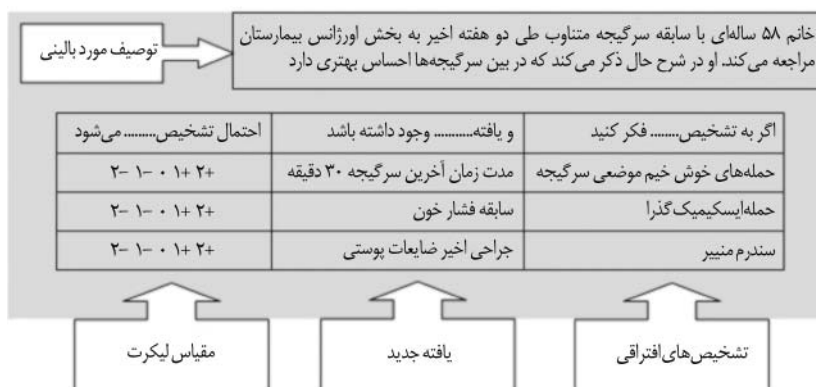 توصیف مورد بالینی
خانم ۵۸ ساله‌ای با سابقه سرگیجه متناوب طی دو هفته اخیر به بخش اورژانس بیمارستان
مراجعه می‌کند. او در شرح حال ذکر می‌کند که در بین سرگیجه‌ها احساس بهتری دارد
اگر به تشخیص........ فکر کنید
و یافته.......... وجود داشته باشد
احتمال تشخیص......... می‌شود
حمله‌های خوش خیم موضعی سرگیجه
مدت زمان آخرین سرگیجه ۳۰ دقیقه
۲- ۱- ۰ ۱+ ۲+
حمله‌ایسکیمیک‌گذرا
سابقه فشار خون
۲- ۱- ۰ ۱+ ۲+
سندرم منییر
جراحی اخیر ضایعات پوستی
۲- ۱- ۰ ۱+ ۲+
تشخیص‌های افتراقی
یافته جدید
مقیاس لیکرت